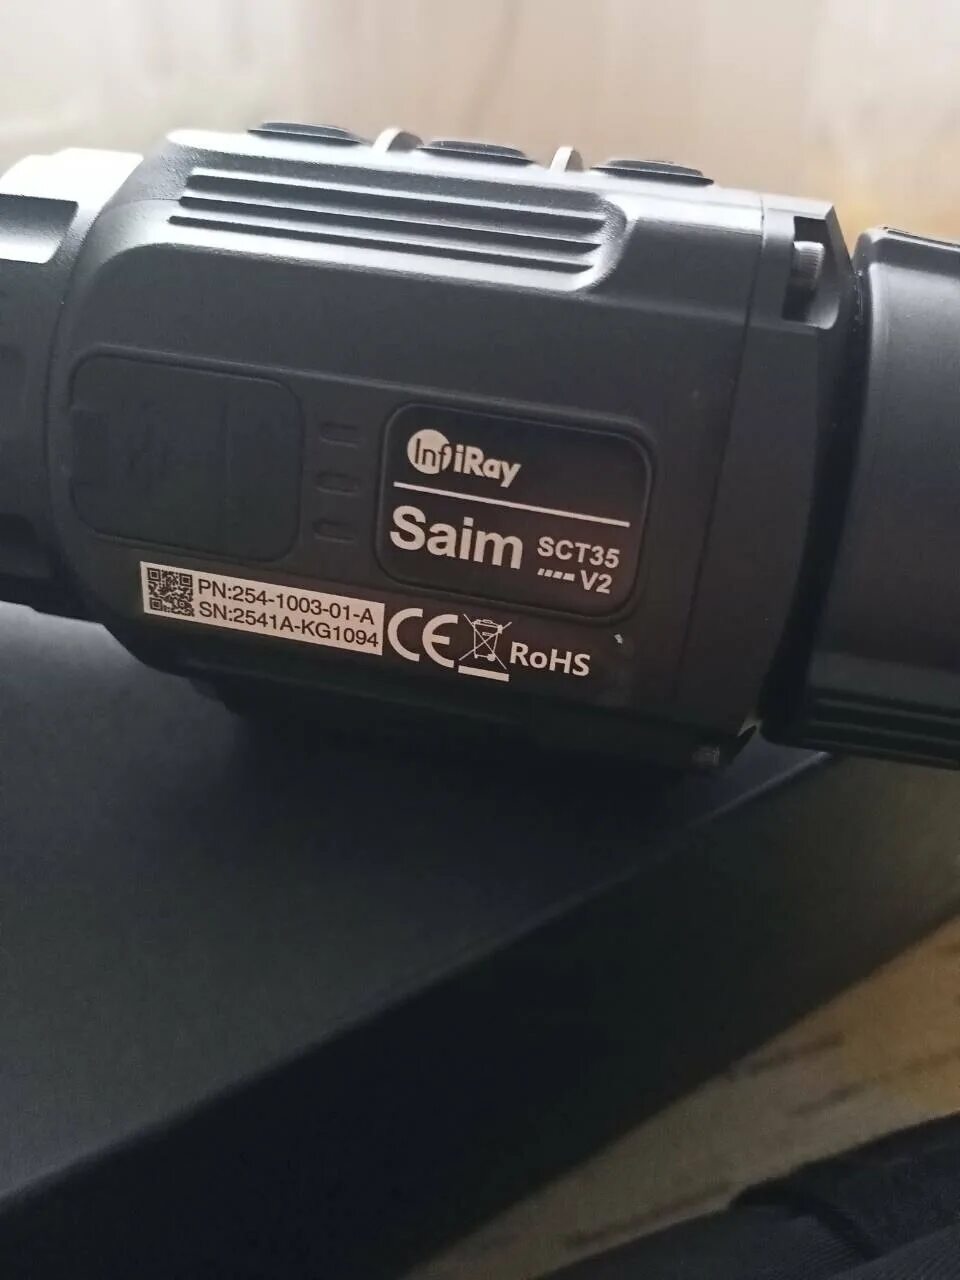 InfiRay
Saim SCT35
V2
PN:254-1003-01-A
SN:2541A-KG1094
CE RoHS